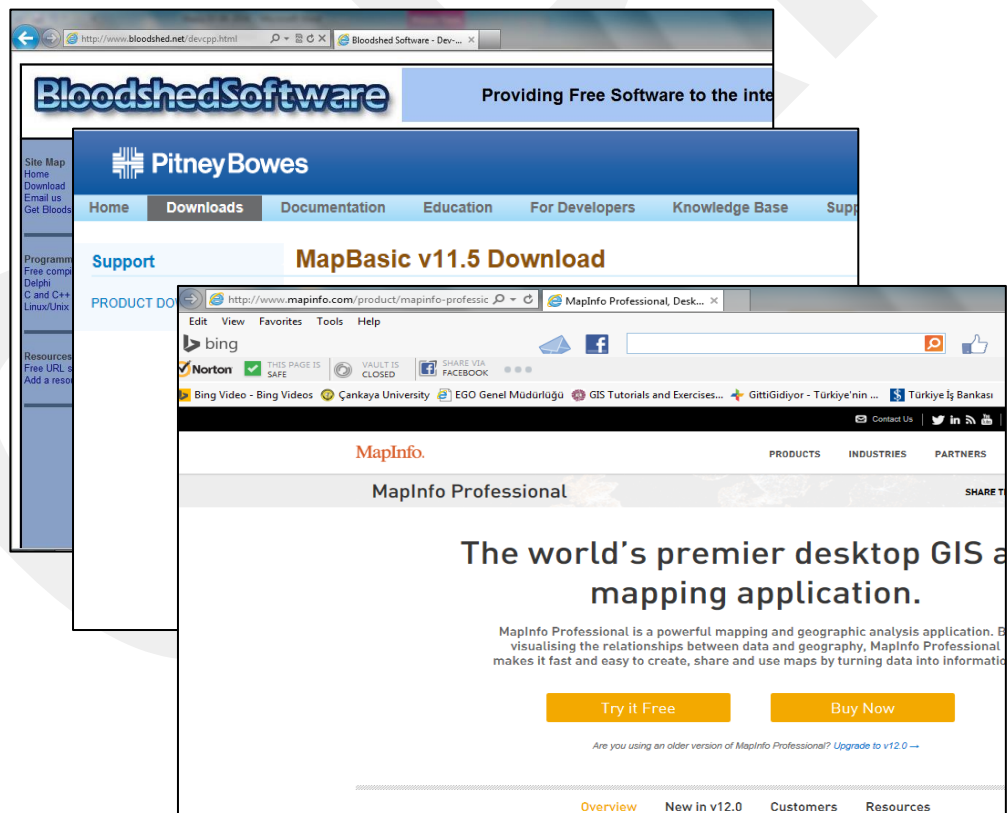 http://www.bloodshed.net/devcpp.html
Bloodshed Software - Dev-...
BloodshedSoftware
Providing Free Software to the inte
Site Map
Home
Download
Email us
Get Bloods
Programm
Free compi
Delphi
C and C++
Linux/Unix
Resources
Free URL s
Add a reso
PitneyBowes
Home Downloads Documentation Education For Developers Knowledge Base Supp
Support
MapBasic v11.5 Download
PRODUCT DO
http://www.mapinfo.com/product/mapinfo-professic
MapInfo Professional, Desk...
Edit View Favorites Tools Help
bing
Norton
THIS PAGE IS
SAFE
VAULT IS
CLOSED
SHARE VIA
FACEBOOK
Bing Video - Bing Videos Çankaya University EGO Genel Müdürlüğü GIS Tutorials and Exercises... GittiGidiyor - Türkiye'nin ... Türkiye İş Bankası
Contact Us
MapInfo.
PRODUCTS INDUSTRIES PARTNERS
MapInfo Professional
SHARE T
The world's premier desktop GIS a
mapping application.
MapInfo Professional is a powerful mapping and geographic analysis application. B
visualising the relationships between data and geography, MapInfo Professional
makes it fast and easy to create, share and use maps by turning data into informatio
Try it Free
Buy Now
Are you using an older version of MapInfo Professional? Upgrade to v12.0 →
Overview New in v12.0 Customers Resources